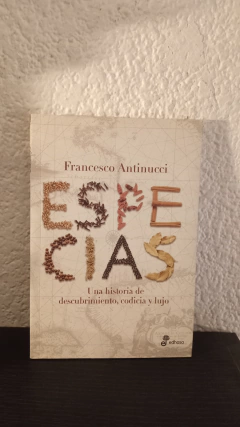 Francesco Antinucci
ESPE
CIAS
Una historia de
descubrimiento, codicia y lujo
edhasa